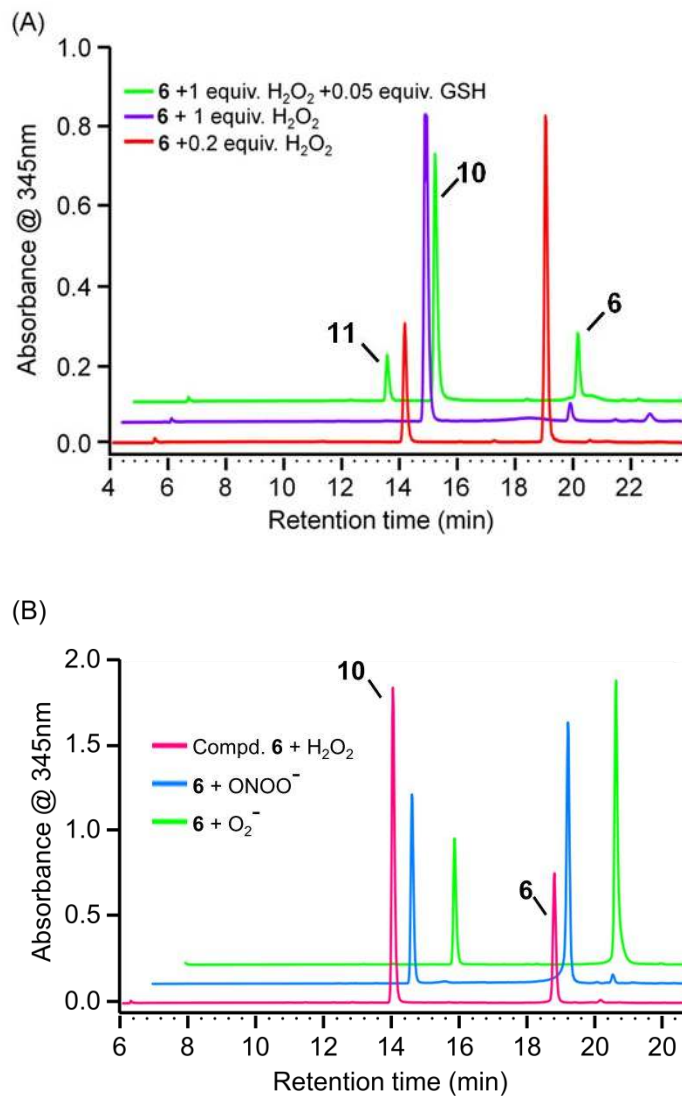 (A)
1.0
0.8
0.6
0.4
0.2
0.0
Absorbance @ 345nm
6 +1 equiv. H₂O₂ +0.05 equiv. GSH
6 + 1 equiv. H₂O₂
6 +0.2 equiv. H₂O₂
10
11
6
4 6 8 10 12 14 16 18 20 22
Retention time (min)
(B)
2.0
1.5
1.0
0.5
0.0
Absorbance @ 345nm
10
Compd. 6 + H₂O₂
6 + ONOO⁻
6 + O₂⁻
6
6 8 10 12 14 16 18 20 20
Retention time (min)